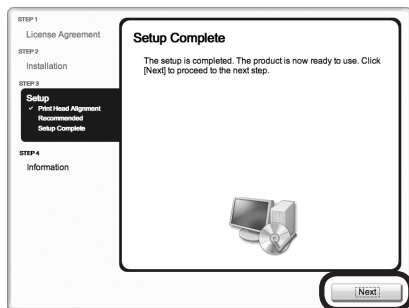 STEP 1
License Agreement
STEP 2
Installation
STEP 3
Setup
✓ Print Head Alignment
Recommended
Setup Complete
STEP 4
Information
Setup Complete
The setup is completed. The product is now ready to use. Click
[Next] to proceed to the next step.
Next